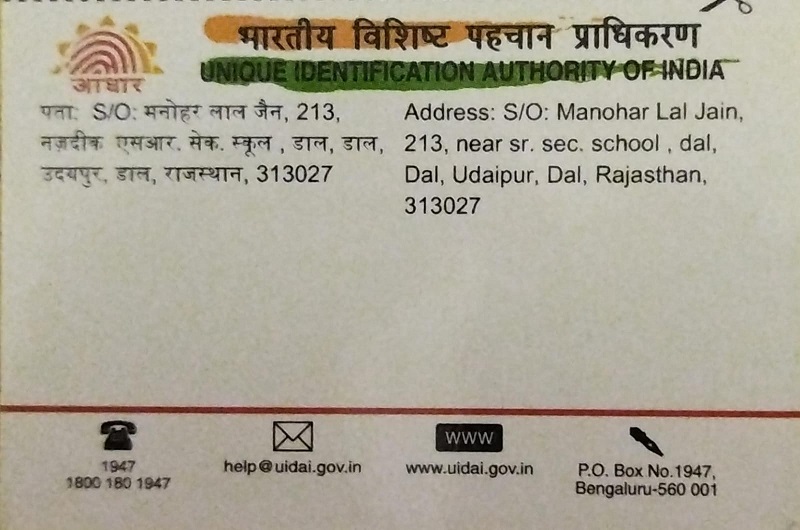 भारतीय विशिष्ट पहचान प्राधिकरण
UNIQUE IDENTIFICATION AUTHORITY OF INDIA
आधार
पता: S/O: मनोहर लाल जैन, 213,
नज़दीक एसआर. सेक. स्कूल , डाल, डाल,
उदयपुर, डाल, राजस्थान, 313027
Address: S/O: Manohar Lal Jain,
213, near sr. sec. school , dal,
Dal, Udaipur, Dal, Rajasthan,
313027
1947
1800 180 1947
help@uidai.gov.in
WWW
www.uidai.gov.in
P.O. Box No.1947,
Bengaluru-560 001